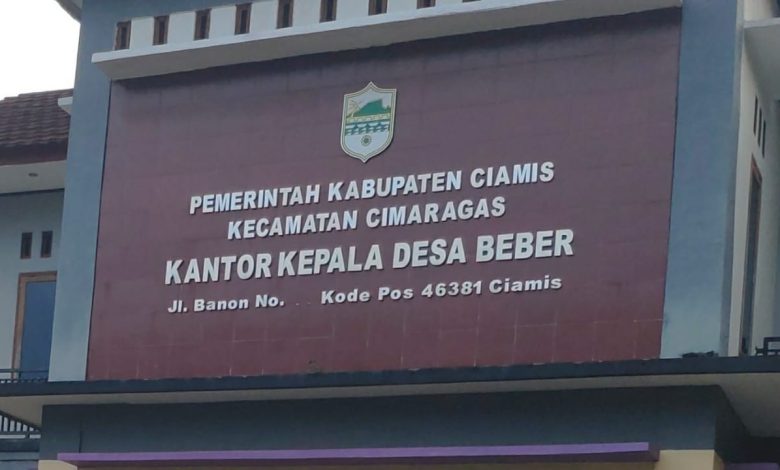 PEMERINTAH KABUPATEN CIAMIS
KECAMATAN CIMARAGAS
KANTOR KEPALA DESA BEBER
Jl. Banon No. Kode Pos 46381 Ciamis